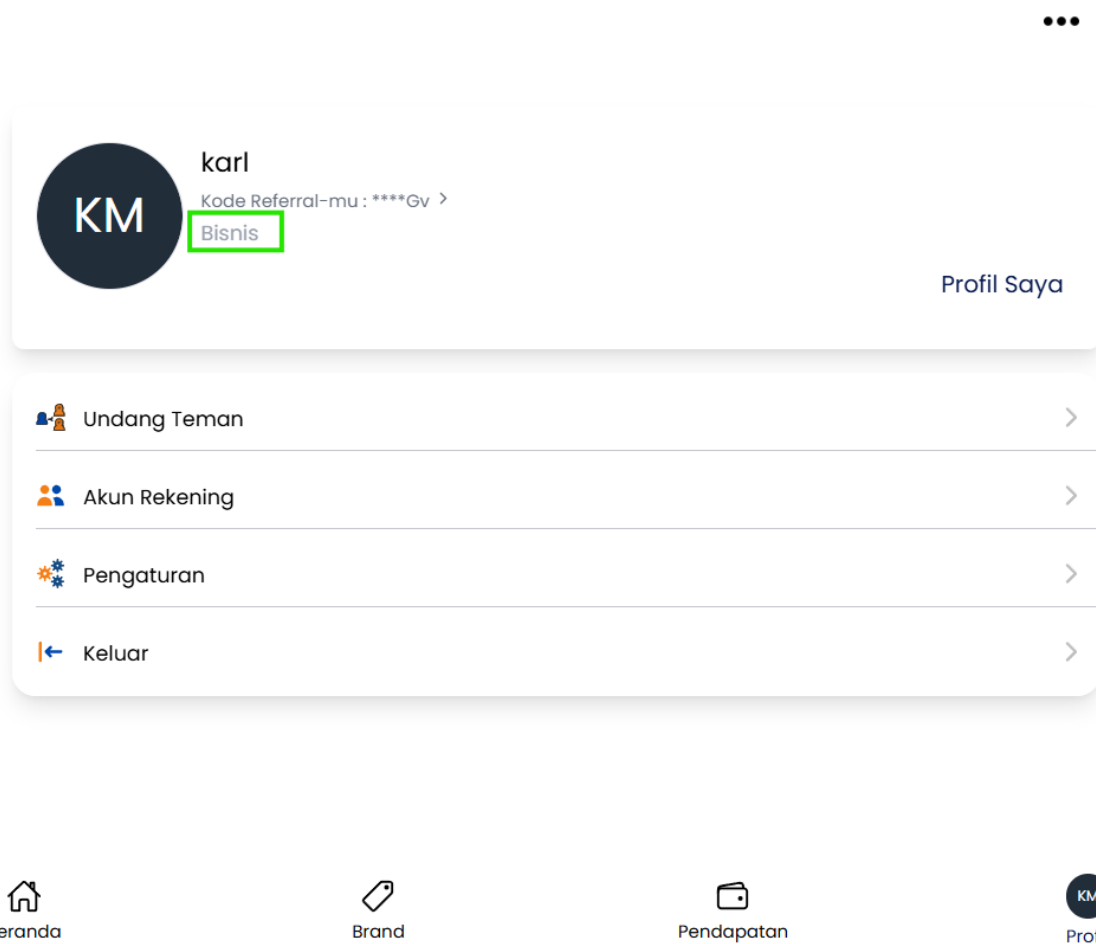 karl
KM
Kode Referral-mu : ****Gv >
Bisnis
Profil Saya
Undang Teman
Akun Rekening
Pengaturan
Keluar
KM
eranda
Brand
Pendapatan
Prof